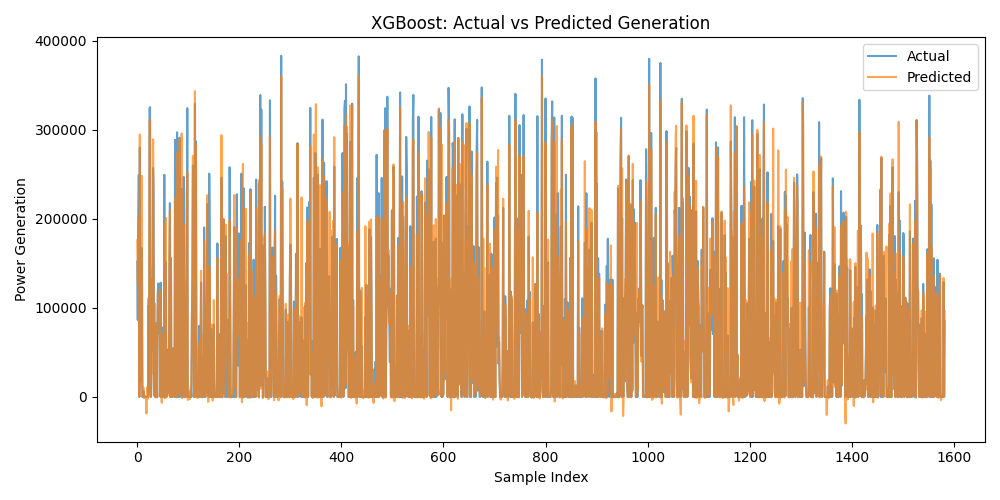 XGBoost: Actual vs Predicted Generation
Actual
Predicted
Power Generation
400000
300000
200000
100000
0
0 200 400 600 800 1000 1200 1400 1600
Sample Index